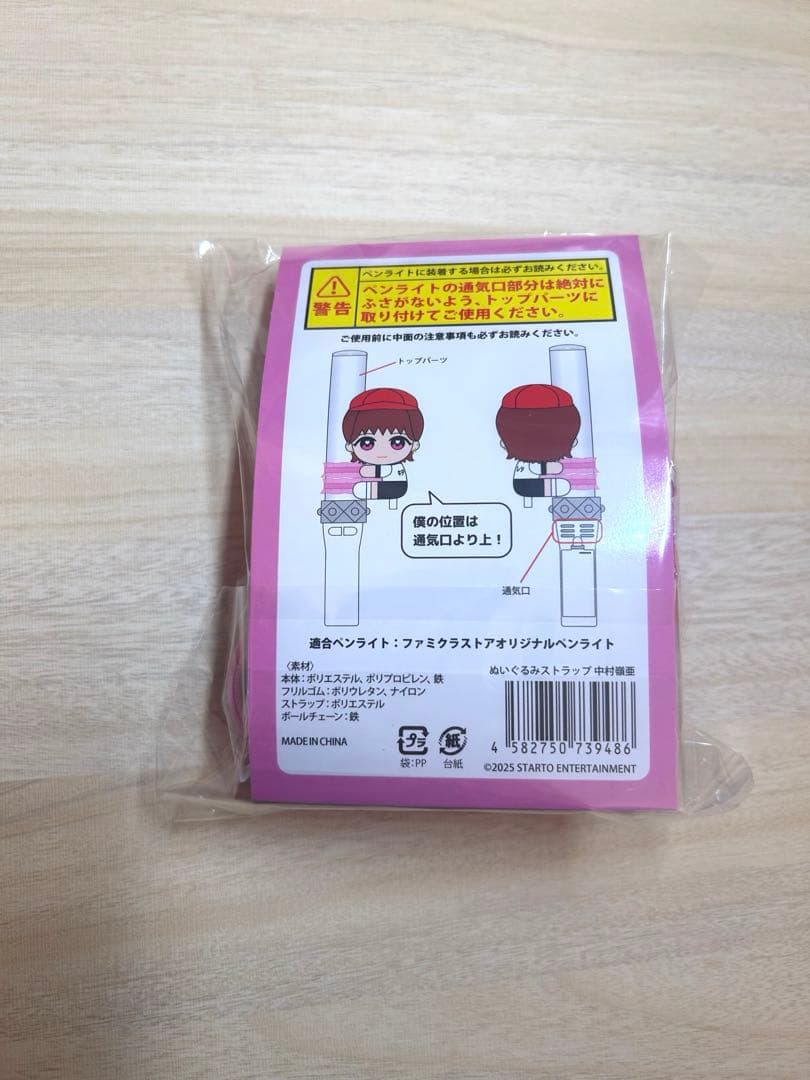 ペンライトに装着する場合は必ずお読みください。
警告
ペンライトの通気口部分は絶対に
ふさがないよう、トップパーツに
取り付けてご使用ください。
ご使用前に中面の注意事項も必ずお読みください。
トップパーツ
僕の位置は
通気口より上！
通気口
適合ペンライト：ファミクラストアオリジナルペンライト
〈素材〉
本体：ポリエステル、ポリプロピレン、鉄
フリルゴム：ポリウレタン、ナイロン
ストラップ：ポリエステル
ボールチェーン：鉄
MADE IN CHINA
プラ
袋：PP
紙
台紙
ぬいぐるみストラップ 中村嶺亜
4 582750 739486
©2025 STARTO ENTERTAINMENT